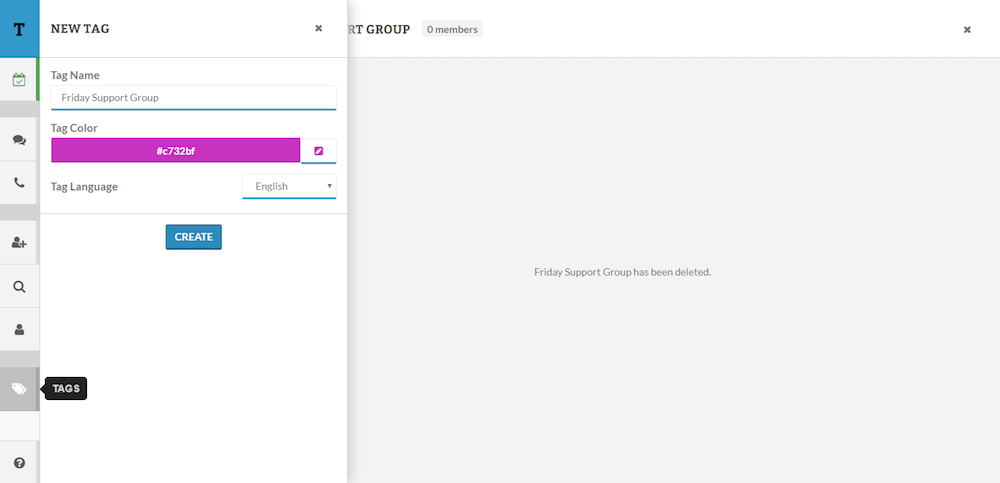 T
NEW TAG
RT GROUP 0 members
Tag Name
Friday Support Group
Tag Color
#c732bf
Tag Language English
CREATE
Friday Support Group has been deleted.
TAGS